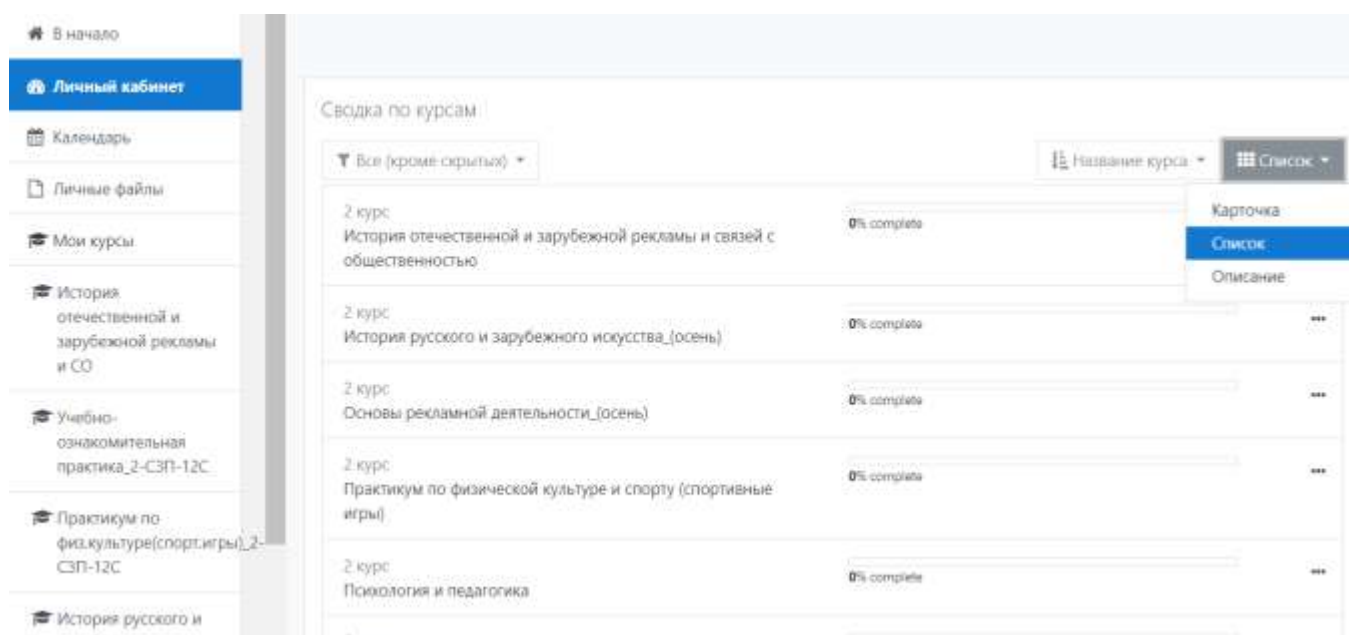 В начало
Личный кабинет
Календарь
Личные файлы
Мои курсы
История
отечественной и
зарубежной рекламы
и СО
Учебно-
ознакомительная
практика_2-СЗП-12С
Практикум по
физ.культуре(спорт.игры)_2-
СЗП-12С
История русского и
Сводка по курсам
Все (кроме скрытых)
Название курса
Список
Карточка
Список
Описание
2 курс
История отечественной и зарубежной рекламы и связей с
общественностью
0% complete
2 курс
История русского и зарубежного искусства_(осень)
0% complete
2 курс
Основы рекламной деятельности_(осень)
0% complete
2 курс
Практикум по физической культуре и спорту (спортивные
игры)
0% complete
2 курс
Психология и педагогика
0% complete